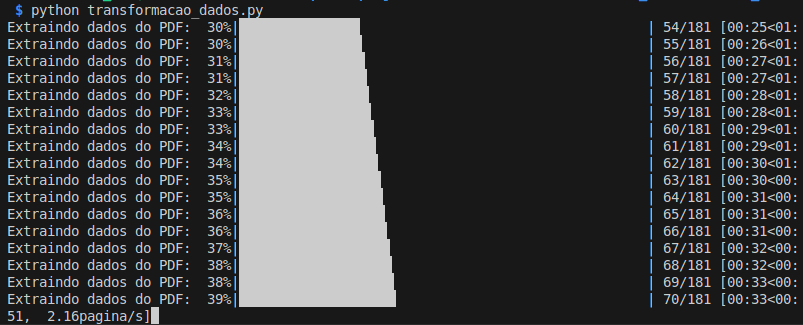 $ python transformacao_dados.py
Extraindo dados do PDF:  30%| | 54/181 [00:25<01:
Extraindo dados do PDF:  30%| | 55/181 [00:26<01:
Extraindo dados do PDF:  31%| | 56/181 [00:27<01:
Extraindo dados do PDF:  31%| | 57/181 [00:27<01:
Extraindo dados do PDF:  32%| | 58/181 [00:28<01:
Extraindo dados do PDF:  33%| | 59/181 [00:28<01:
Extraindo dados do PDF:  33%| | 60/181 [00:29<01:
Extraindo dados do PDF:  34%| | 61/181 [00:29<01:
Extraindo dados do PDF:  34%| | 62/181 [00:30<01:
Extraindo dados do PDF:  35%| | 63/181 [00:30<00:
Extraindo dados do PDF:  35%| | 64/181 [00:31<01:
Extraindo dados do PDF:  36%| | 65/181 [00:31<00:
Extraindo dados do PDF:  36%| | 66/181 [00:31<00:
Extraindo dados do PDF:  37%| | 67/181 [00:32<00:
Extraindo dados do PDF:  38%| | 68/181 [00:32<00:
Extraindo dados do PDF:  38%| | 69/181 [00:33<00:
Extraindo dados do PDF:  39%| | 70/181 [00:33<00:
51,  2.16pagina/s]